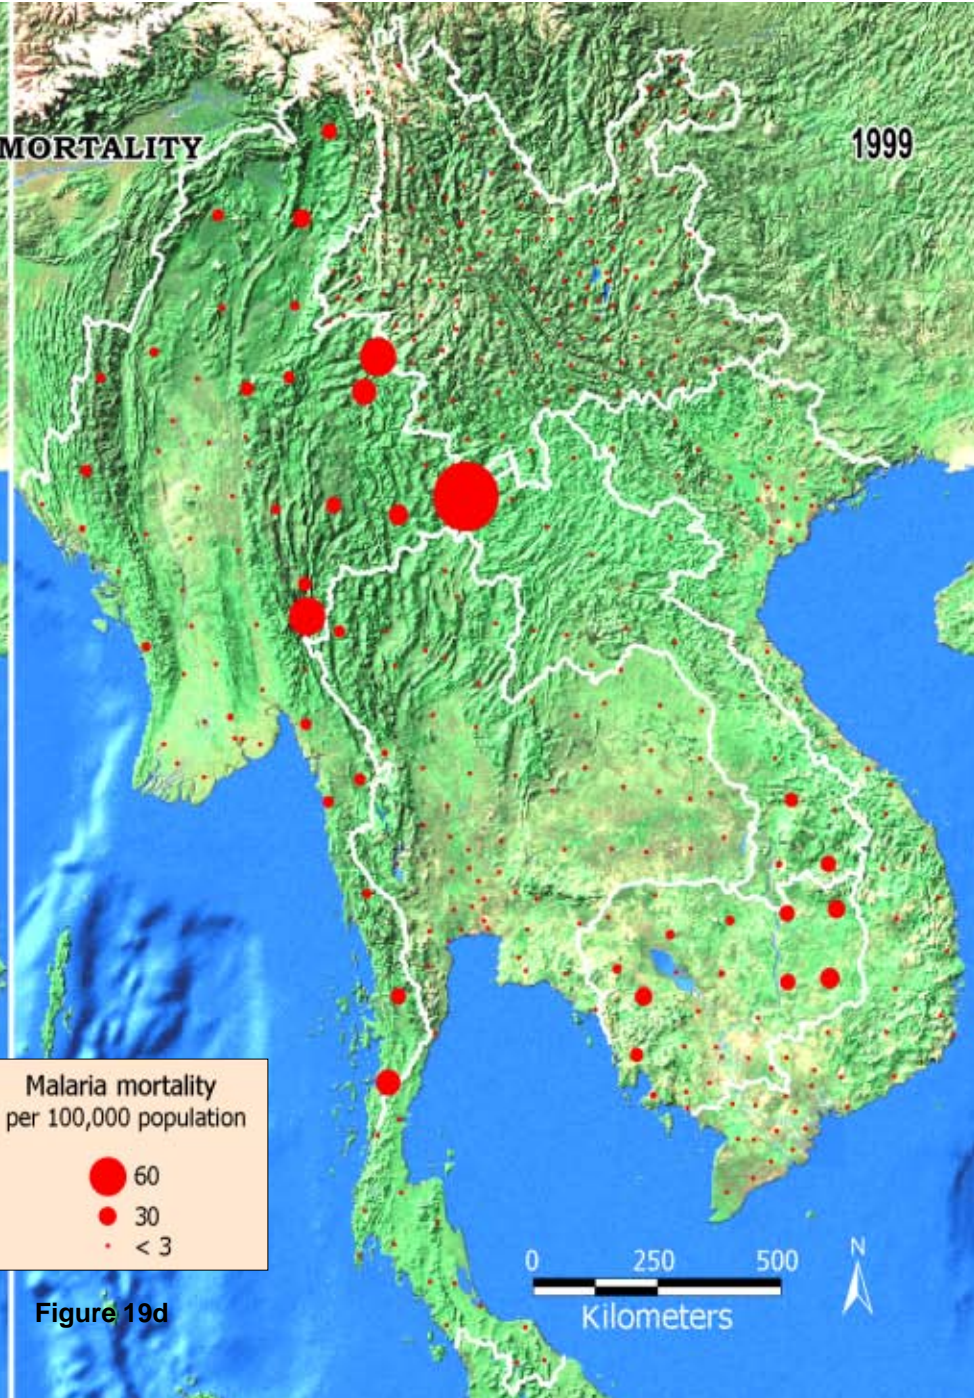 MORTALITY
1999
Malaria mortality
per 100,000 population
60
30
< 3
Figure 19d
0 250 500
Kilometers
N